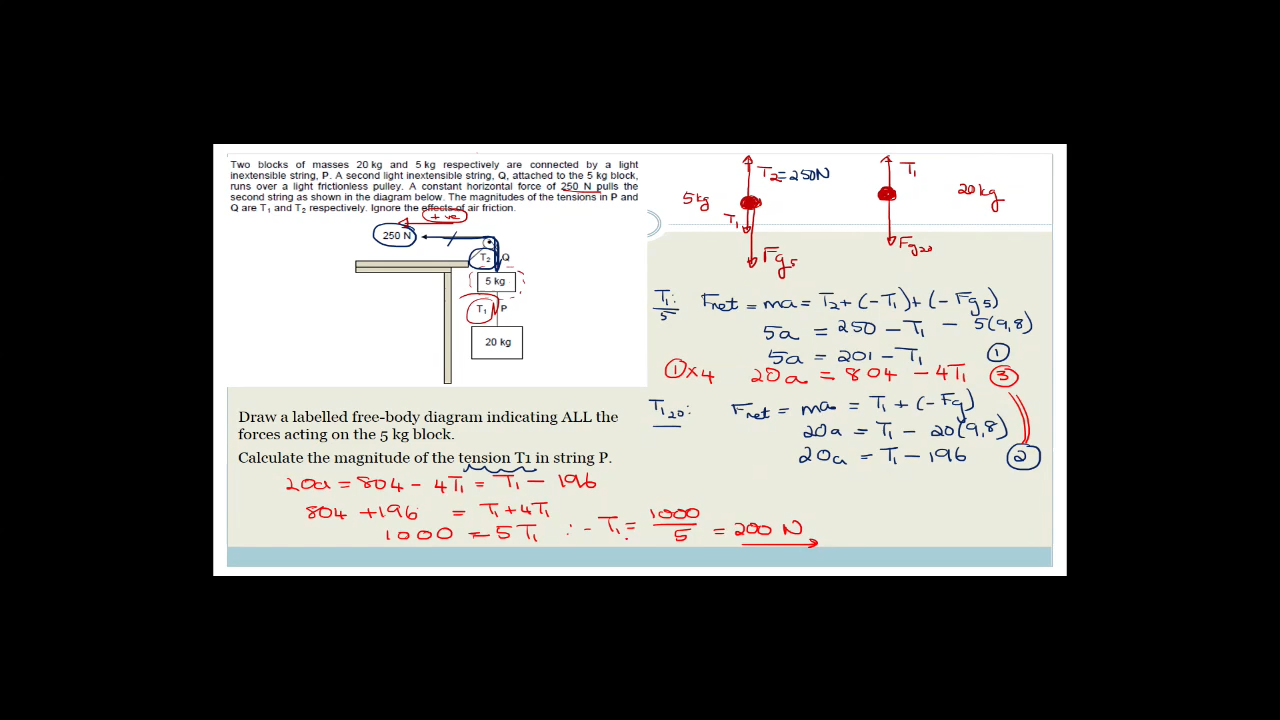 Two blocks of masses 20 kg and 5 kg respectively are connected by a light
inextensible string, P. A second light inextensible string, Q, attached to the 5 kg block,
runs over a light frictionless pulley. A constant horizontal force of 250 N pulls the
second string as shown in the diagram below. The magnitudes of the tensions in P and
Q are T1 and T2 respectively. Ignore the effects of air friction.
+ ve
250 N
T2 Q
5 kg
T1 P
20 kg
T2 = 250N
5kg
T1
Fg5
T1
20kg
Fg20
T1: 5
Fnet = ma = T2 + (-T1) + (-Fg5)
5a = 250 - T1 - 5(9,8)
5a = 201 - T1 ①
①×4 20a = 804 - 4T1 ③
T1 20: Fnet = ma = T1 + (-Fg)
20a = T1 - 20(9,8)
20a = T1 - 196 ②
Draw a labelled free-body diagram indicating ALL the
forces acting on the 5 kg block.
Calculate the magnitude of the tension T1 in string P.
20a = 804 - 4T1 = T1 - 196
804 + 196 = T1 + 4T1
1000 = 5T1 ∴ T1 = 1000/5 = 200 N